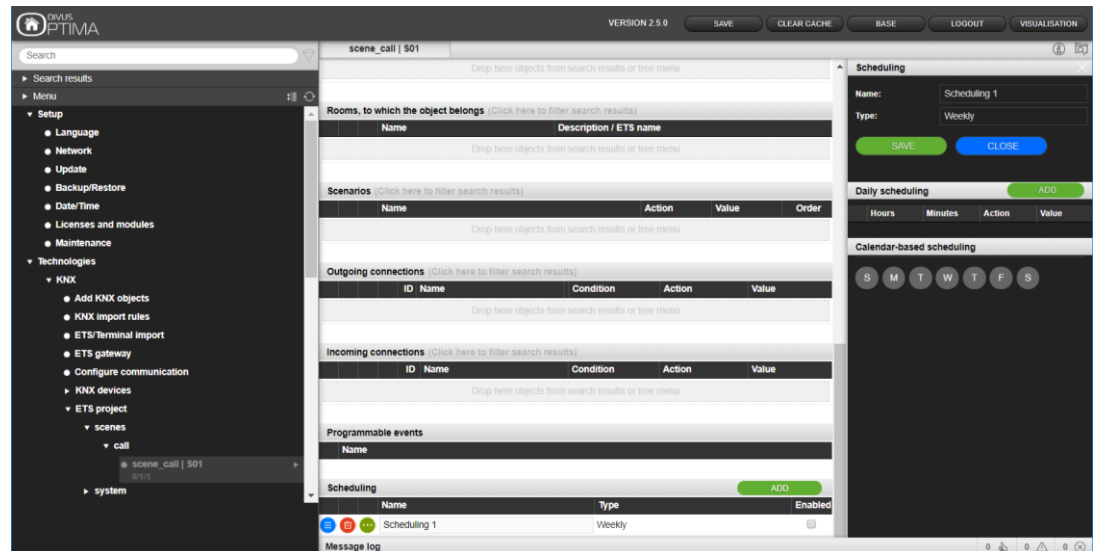 DIVUS
OPTIMA
VERSION 2.5.0
SAVE
CLEAR CACHE
BASE
LOGOUT
VISUALISATION
Search
Search results
Menu
Setup
Language
Network
Update
Backup/Restore
Date/Time
Licenses and modules
Maintenance
Technologies
KNX
Add KNX objects
KNX import rules
ETS/Terminal import
ETS gateway
Configure communication
KNX devices
ETS project
scenes
call
scene_call | S01
0/1/1
system
scene_call | S01
Drop here objects from search results or tree menu
Rooms, to which the object belongs (Click here to filter search results)
Name Description / ETS name
Drop here objects from search results or tree menu
Scenarios (Click here to filter search results)
Name Action Value Order
Drop here objects from search results or tree menu
Outgoing connections (Click here to filter search results)
ID Name Condition Action Value
Drop here objects from search results or tree menu
Incoming connections (Click here to filter search results)
ID Name Condition Action Value
Drop here objects from search results or tree menu
Programmable events
Name
Scheduling ADD
Name Type Enabled
Scheduling 1 Weekly
Message log 0 0 0
Scheduling
Name: Scheduling 1
Type: Weekly
SAVE CLOSE
Daily scheduling ADD
Hours Minutes Action Value
Calendar-based scheduling
S M T W T F S